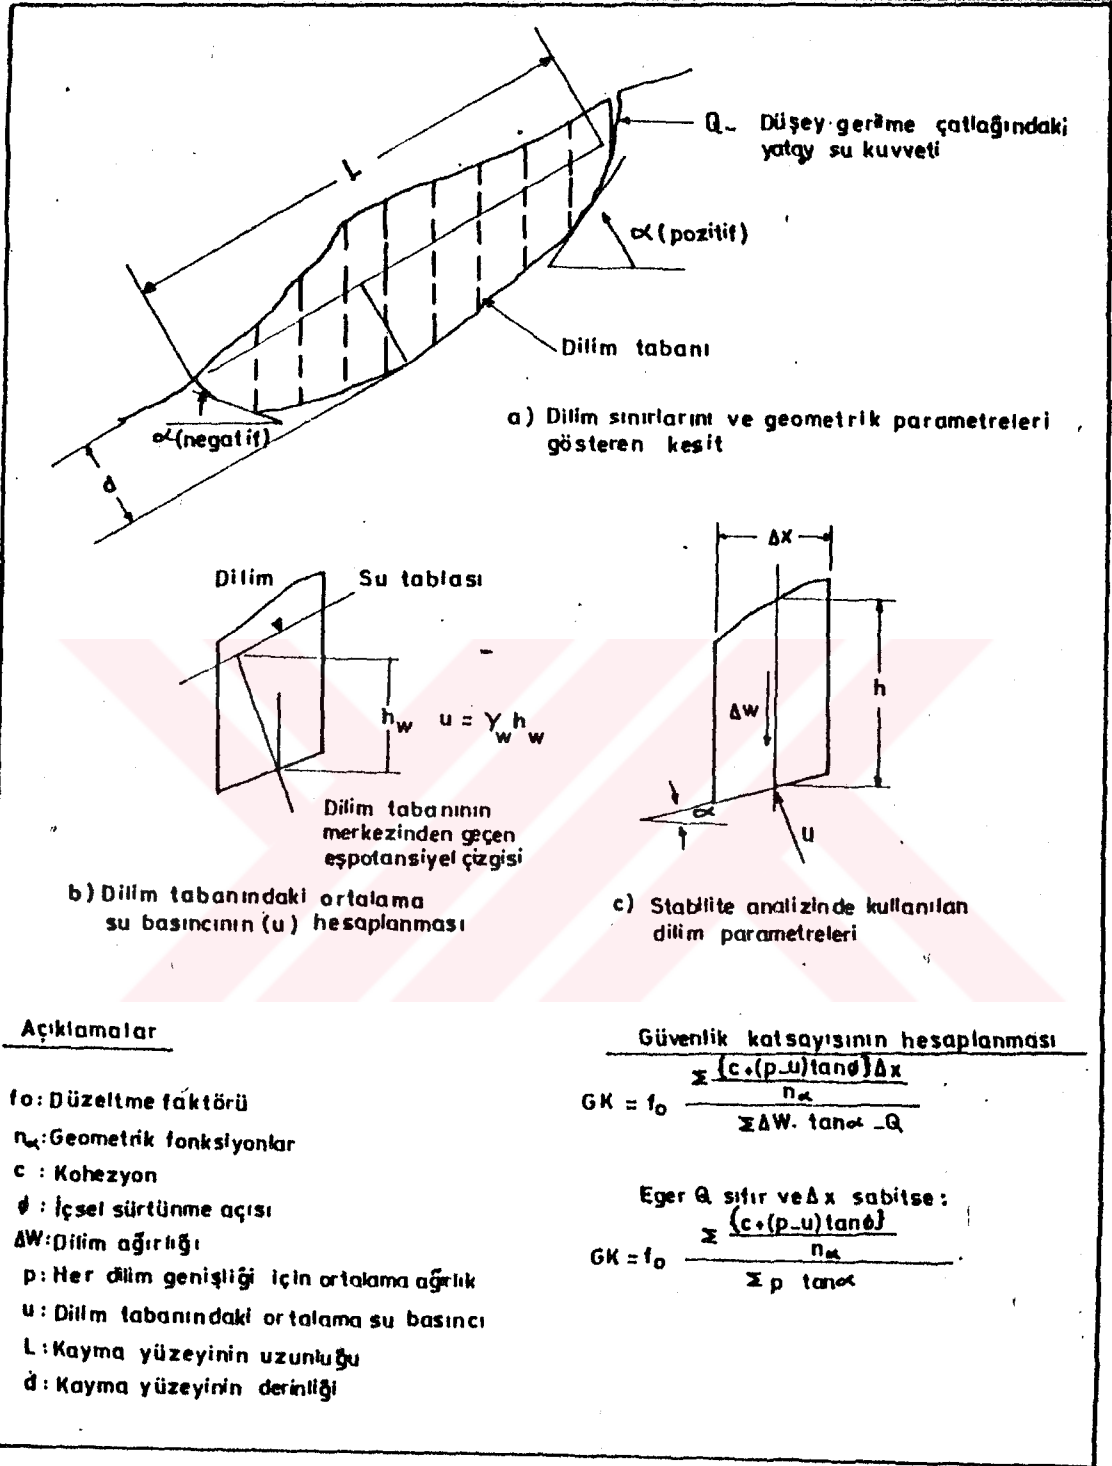 L
Q_ Düşey gerilme çatlağındaki
yatay su kuvveti
α (pozitif)
Dilim tabanı
α (negatif)
d
a) Dilim sınırlarını ve geometrik parametreleri
gösteren kesit
Dilim Su tablası
h_w u = γ_w h_w
Dilim tabanının
merkezinden geçen
eşpotansiyel çizgisi
b) Dilim tabanındaki ortalama
su basıncının (u) hesaplanması
Δx
h
ΔW
α
u
c) Stabilite analizinde kullanılan
dilim parametreleri
Açıklamalar
fo: Düzeltme faktörü
n_α: Geometrik fonksiyonlar
c : Kohezyon
φ : İçsel sürtünme açısı
ΔW: Dilim ağırlığı
p: Her dilim genişliği için ortalama ağırlık
u: Dilim tabanındaki ortalama su basıncı
L: Kayma yüzeyinin uzunluğu
d: Kayma yüzeyinin derinliği
Güvenlik katsayısının hesaplanması
Σ {c+(p-u)tanφ}Δx
n_α
GK = f_o
ΣΔW. tanα -Q
Eger Q sıfır ve Δx sabitse:
Σ {c+(p-u)tanφ}
n_α
GK = f_o
Σ p tanα